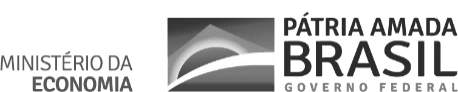 MINISTÉRIO DA
ECONOMIA
PÁTRIA AMADA
BRASIL
GOVERNO FEDERAL